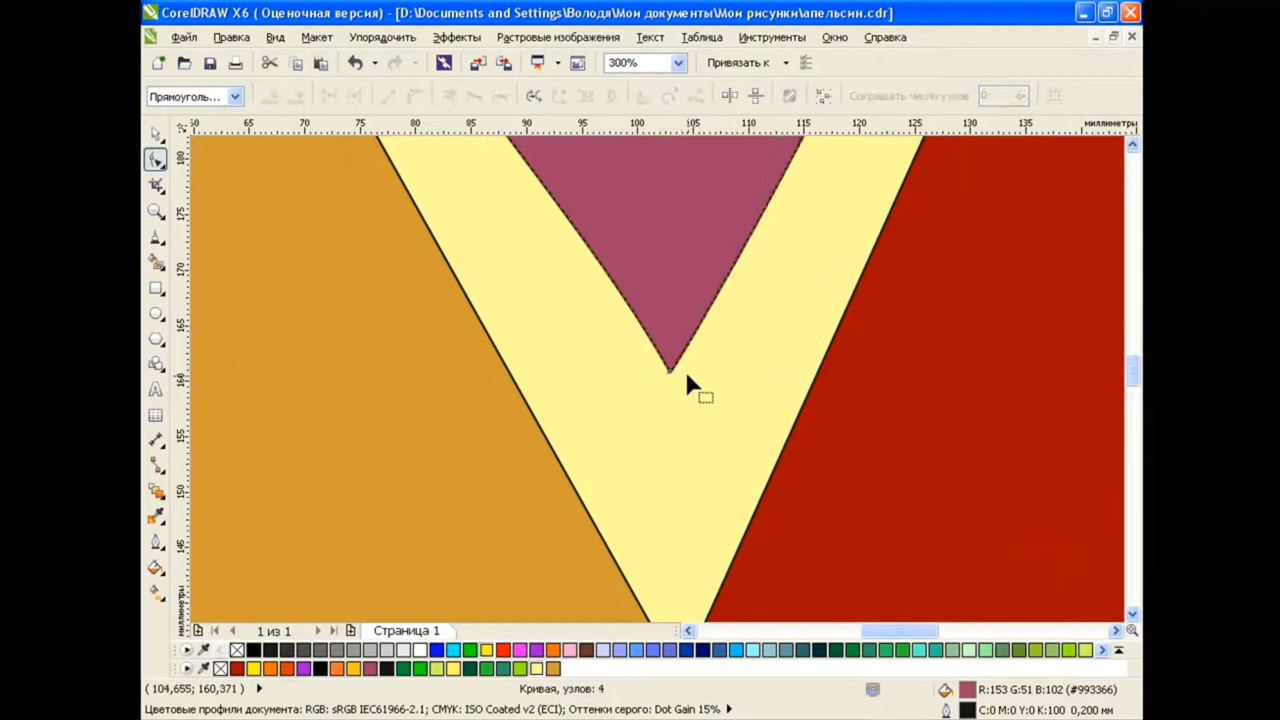 CorelDRAW X6 ( Оценочная версия) - [D:\Documents and Settings\Володя\Мои документы\Мои рисунки\апельсин.cdr]
Файл Правка Вид Макет Упорядочить Эффекты Растровые изображения Текст Таблица Инструменты Окно Справка
300% Привязать к
Прямоуголь... Сокращать число узлов 0
60 65 70 75 80 85 90 95 100 105 110 115 120 125 130 135 миллиметры
180
175
170
165
160
155
150
145
миллиметры
1 из 1 Страница 1
( 104,655; 160,371 ) Кривая, узлов: 4 R:153 G:51 B:102 (#993366)
Цветовые профили документа: RGB: sRGB IEC61966-2.1; CMYK: ISO Coated v2 (ECI); Оттенки серого: Dot Gain 15% C:0 M:0 Y:0 K:100 0,200 мм